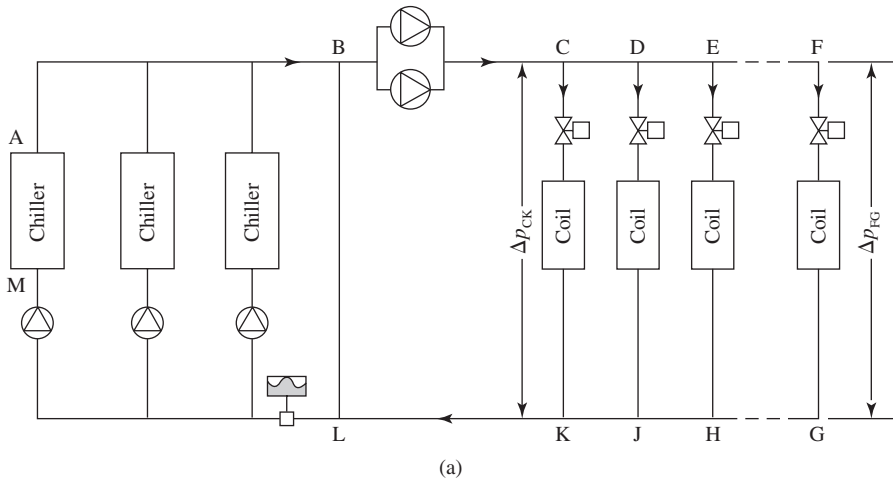 B
C
D
E
F
A
Chiller
Chiller
Chiller
Δp_CK
Coil
Coil
Coil
Coil
Δp_FG
M
L
K
J
H
G
(a)